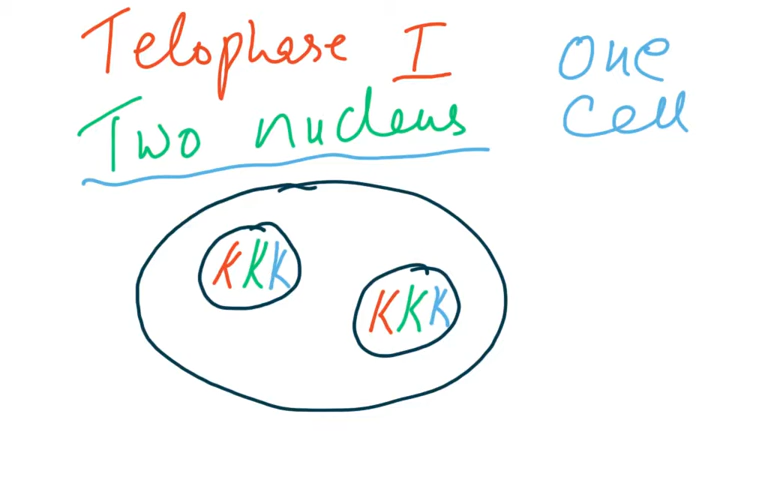 Telophase I
One
Two nucleus
Cell
K K K
K K K